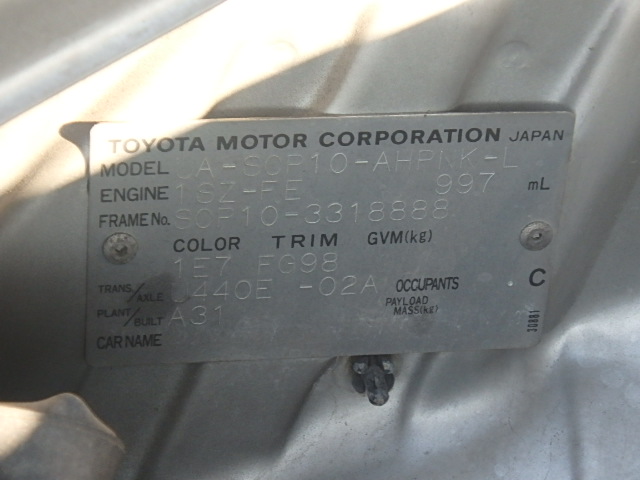 TOYOTA MOTOR CORPORATION JAPAN
MODEL UA-SCP10-AHPNK-L
ENGINE 1SZ-FE 997 mL
FRAME No. SCP10-3318888
COLOR TRIM GVM(kg)
1E7 FG98
TRANS./AXLE U440E -02A OCCUPANTS C
PLANT/BUILT A31 PAYLOAD MASS(kg)
CAR NAME
30881